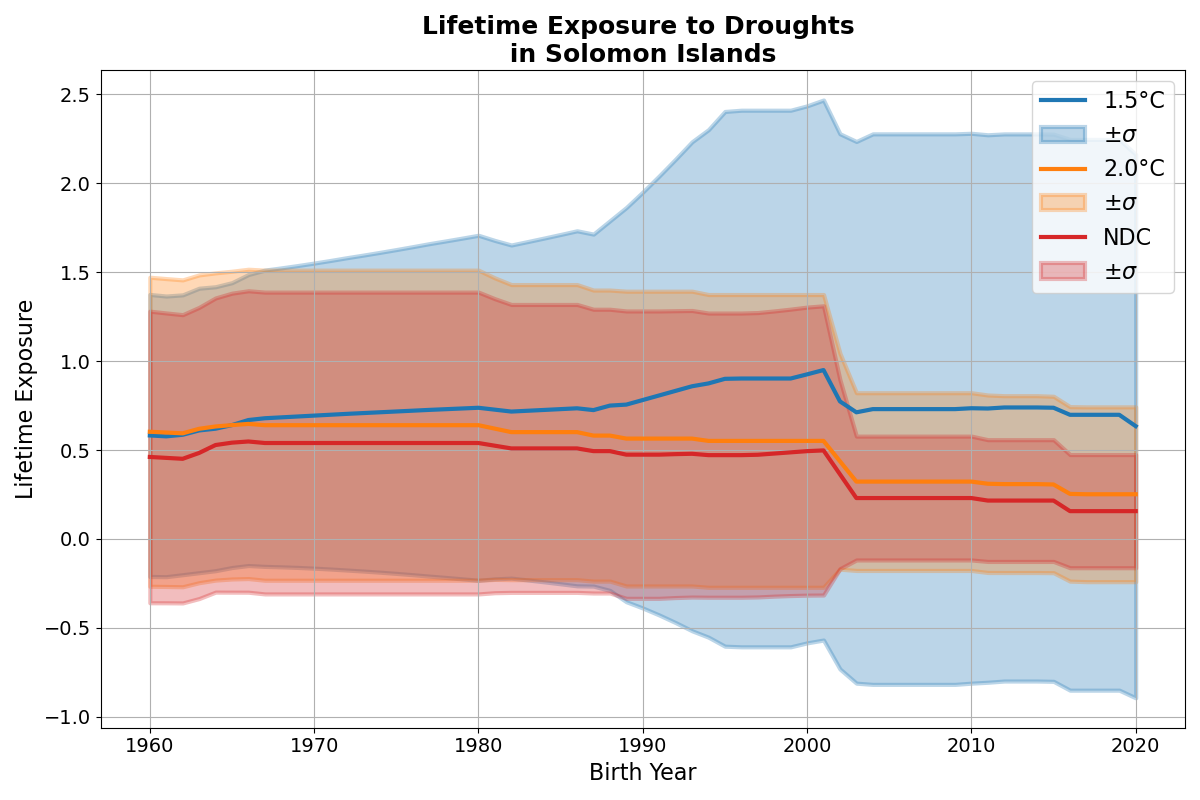 Lifetime Exposure to Droughts
in Solomon Islands
Lifetime Exposure
2.5
2.0
1.5
1.0
0.5
0.0
−0.5
−1.0
1960
1970
1980
1990
2000
2010
2020
Birth Year
1.5°C
±σ
2.0°C
±σ
NDC
±σ